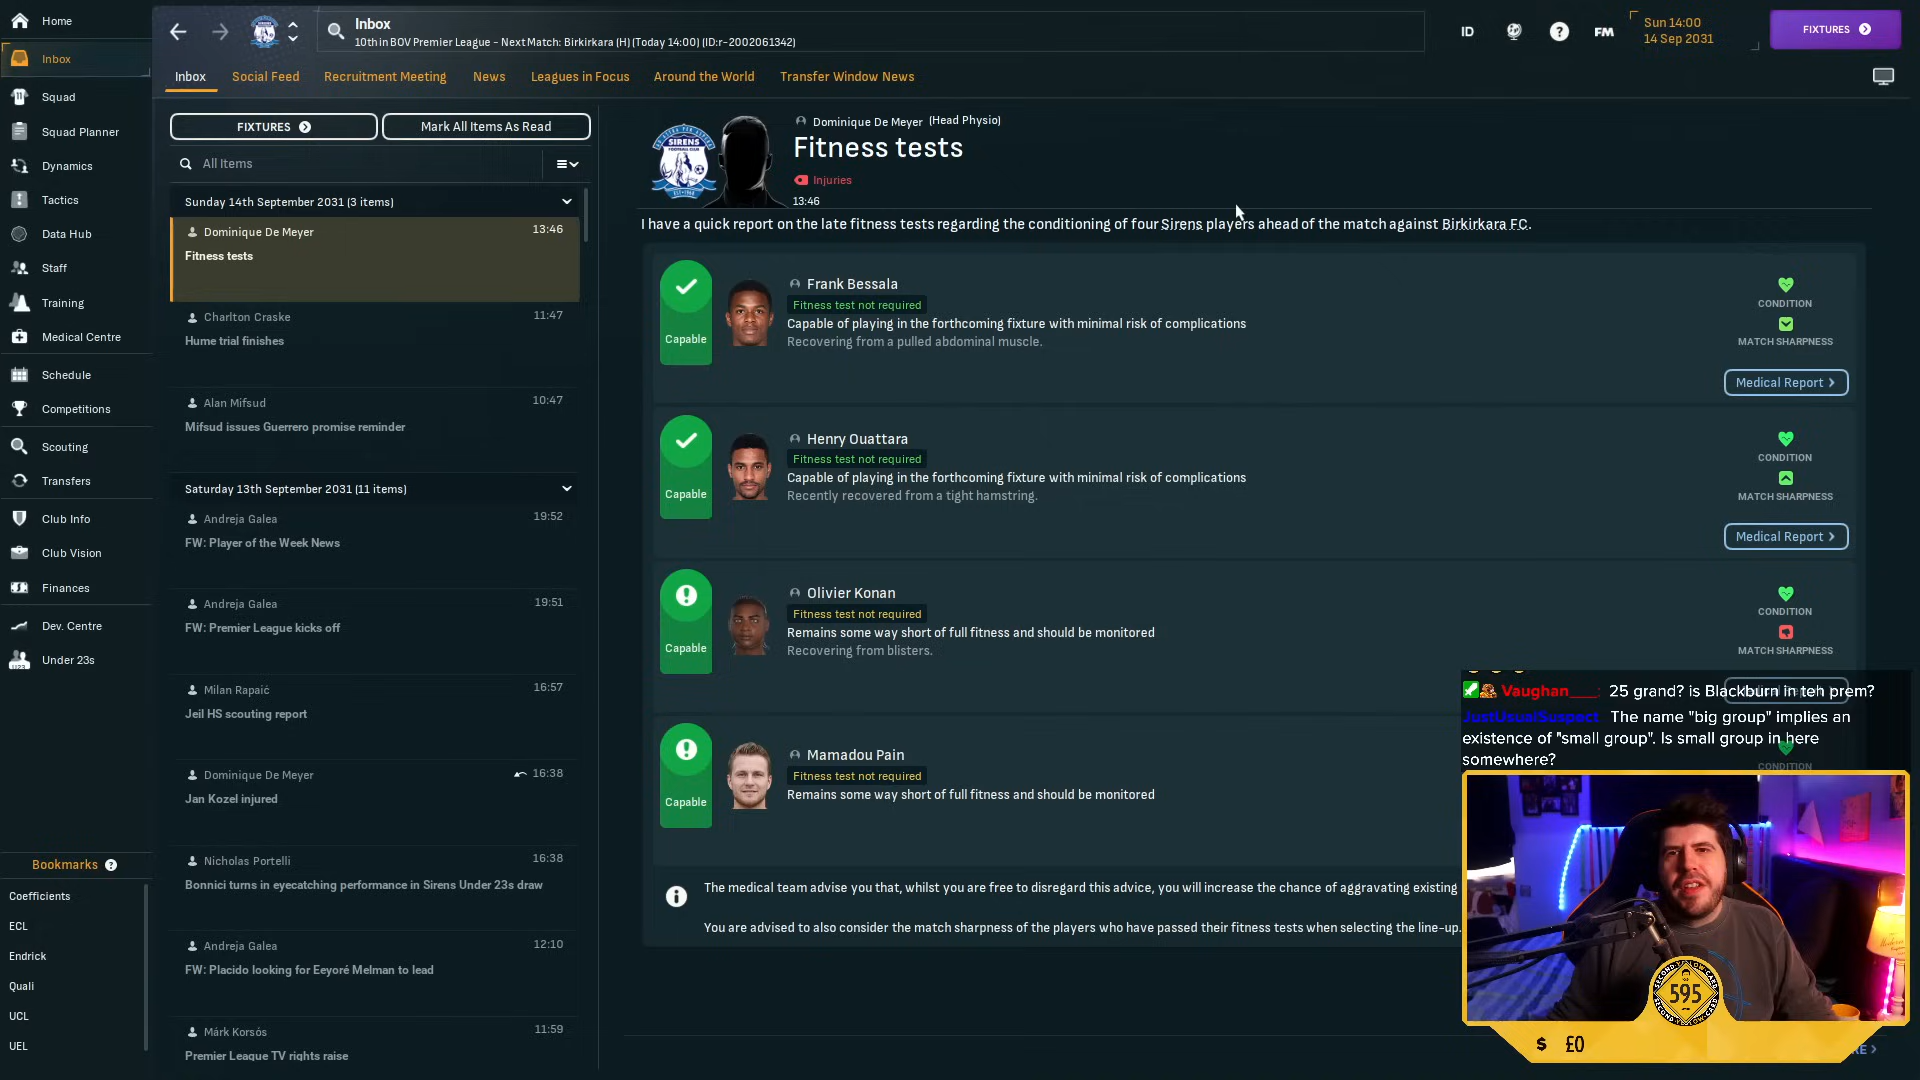 Home
Inbox
Squad
Squad Planner
Dynamics
Tactics
Data Hub
Staff
Training
Medical Centre
Schedule
Competitions
Scouting
Transfers
Club Info
Club Vision
Finances
Dev. Centre
Under 23s
Bookmarks ?
Coefficients
ECL
Endrick
Quali
UCL
UEL
Inbox
10th in BOV Premier League - Next Match: Birkirkara (H) (Today 14:00) (ID:r-2002061342)
ID
?
FM
Sun 14:00
14 Sep 2031
FIXTURES
Inbox
Social Feed
Recruitment Meeting
News
Leagues in Focus
Around the World
Transfer Window News
FIXTURES
Mark All Items As Read
All Items
Sunday 14th September 2031 (3 items)
Dominique De Meyer 13:46
Fitness tests
Charlton Craske 11:47
Hume trial finishes
Alan Mifsud 10:47
Mifsud issues Guerrero promise reminder
Saturday 13th September 2031 (11 items)
Andreja Galea 19:52
FW: Player of the Week News
Andreja Galea 19:51
FW: Premier League kicks off
Milan Rapaić 16:57
Jeil HS scouting report
Dominique De Meyer 16:38
Jan Kozel injured
Nicholas Portelli 16:38
Bonnici turns in eyecatching performance in Sirens Under 23s draw
Andreja Galea 12:10
FW: Placido looking for Eeyoré Melman to lead
Márk Korsós 11:59
Premier League TV rights raise
SIRENS
FOOTBALL CLUB
Dominique De Meyer (Head Physio)
Fitness tests
Injuries
13:46
I have a quick report on the late fitness tests regarding the conditioning of four Sirens players ahead of the match against Birkirkara FC.
Capable
Frank Bessala
Fitness test not required
Capable of playing in the forthcoming fixture with minimal risk of complications
Recovering from a pulled abdominal muscle.
CONDITION
MATCH SHARPNESS
Medical Report
Capable
Henry Ouattara
Fitness test not required
Capable of playing in the forthcoming fixture with minimal risk of complications
Recently recovered from a tight hamstring.
CONDITION
MATCH SHARPNESS
Medical Report
Capable
Olivier Konan
Fitness test not required
Remains some way short of full fitness and should be monitored
Recovering from blisters.
CONDITION
MATCH SHARPNESS
Medical Report
Capable
Mamadou Pain
Fitness test not required
Remains some way short of full fitness and should be monitored
CONDITION
The medical team advise you that, whilst you are free to disregard this advice, you will increase the chance of aggravating existing
You are advised to also consider the match sharpness of the players who have passed their fitness tests when selecting the line-up.
Vaughan___: 25 grand? is Blackburn in teh prem?
JustUsualSuspect: The name "big group" implies an
existence of "small group". Is small group in here
somewhere?
SECOND YELLOW CARD
595
$ £0